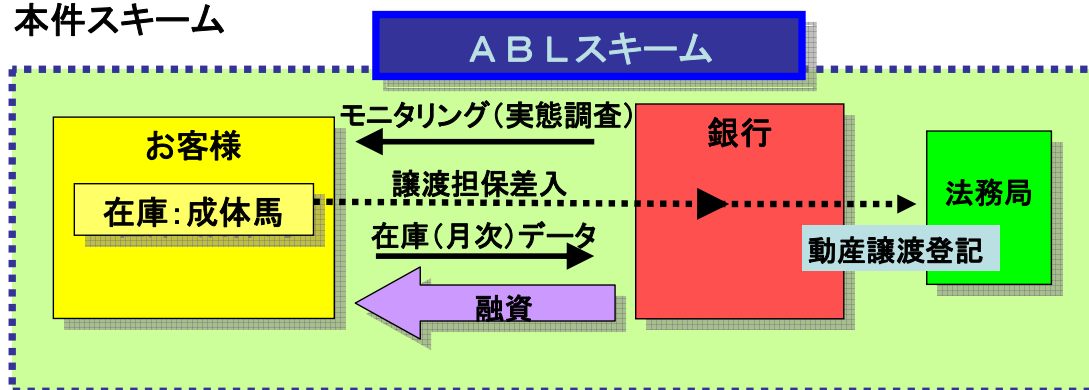 本件スキーム
ＡＢＬスキーム
モニタリング（実態調査）
お客様
銀行
在庫：成体馬
譲渡担保差入
法務局
在庫（月次）データ
動産譲渡登記
融資